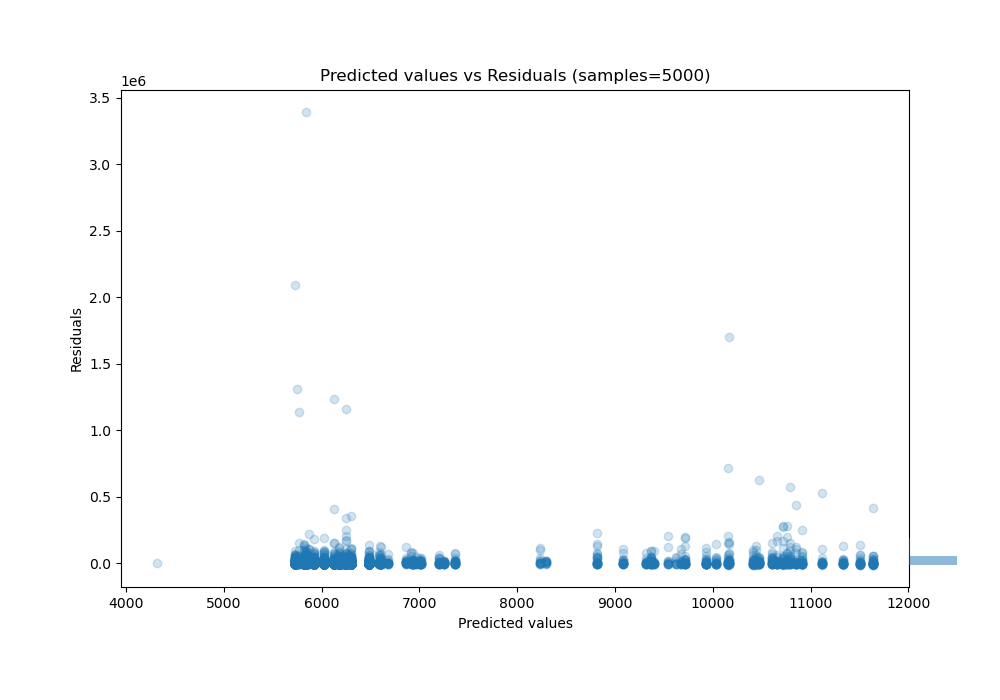 Predicted values vs Residuals (samples=5000)
1e6
3.5
3.0
2.5
2.0
1.5
1.0
0.5
0.0
Residuals
4000 5000 6000 7000 8000 9000 10000 11000 12000
Predicted values